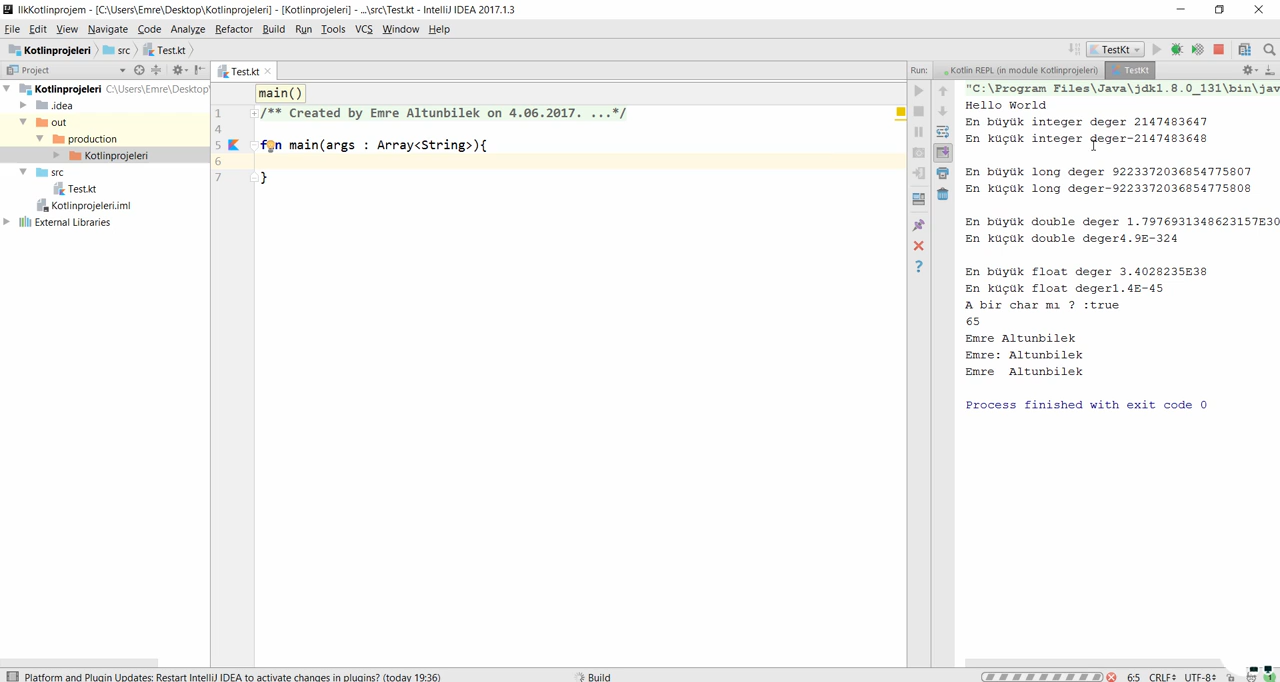 IlkKotlinprojem - [C:\Users\Emre\Desktop\Kotlinprojeleri] - [Kotlinprojeleri] - ...\src\Test.kt - IntelliJ IDEA 2017.1.3
File Edit View Navigate Code Analyze Refactor Build Run Tools VCS Window Help
Kotlinprojeleri src Test.kt TestKt
Project Test.kt Run: Kotlin REPL (in module Kotlinprojeleri) TestKt
Kotlinprojeleri C:\Users\Emre\Desktop\
.idea
out
production
Kotlinprojeleri
src
Test.kt
Kotlinprojeleri.iml
External Libraries
main()
1 /** Created by Emre Altunbilek on 4.06.2017. ...*/
4
5 fun main(args : Array<String>){
6
7 }
"C:\Program Files\Java\jdk1.8.0_131\bin\jav
Hello World
En büyük integer deger 2147483647
En küçük integer deger-2147483648
En büyük long deger 9223372036854775807
En küçük long deger-9223372036854775808
En büyük double deger 1.7976931348623157E30
En küçük double deger4.9E-324
En büyük float deger 3.4028235E38
En küçük float deger1.4E-45
A bir char mı ? :true
65
Emre Altunbilek
Emre: Altunbilek
Emre  Altunbilek
Process finished with exit code 0
Platform and Plugin Updates: Restart IntelliJ IDEA to activate changes in plugins? (today 19:36) Build 6:5 CRLF÷ UTF-8÷